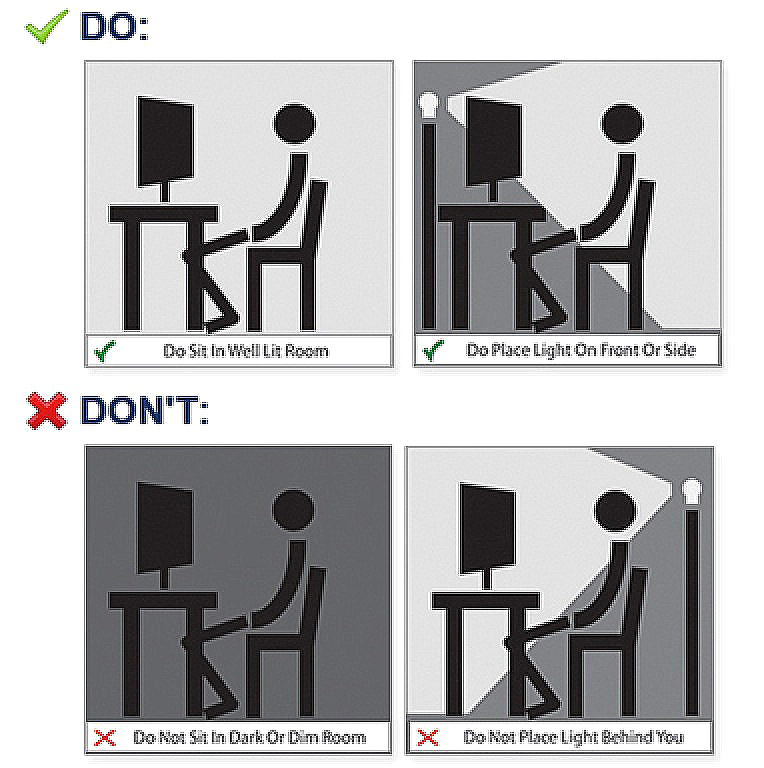 DO:
Do Sit In Well Lit Room
Do Place Light On Front Or Side
DON'T:
Do Not Sit In Dark Or Dim Room
Do Not Place Light Behind You